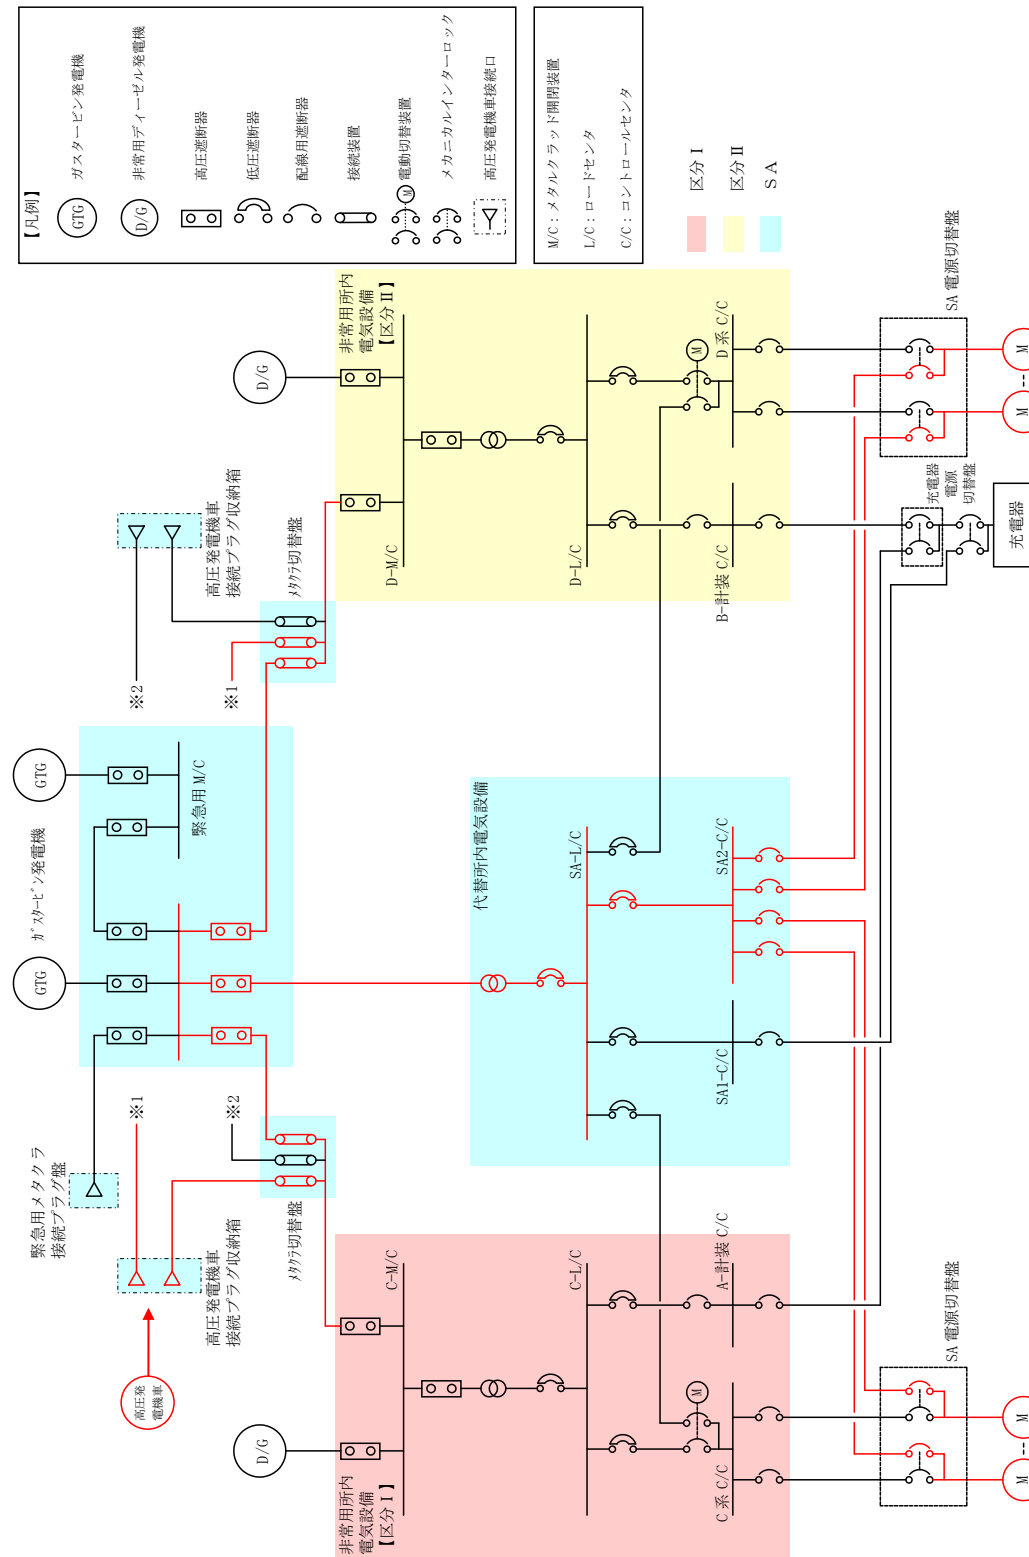 【凡例】
GTG
ガスタービン発電機
D/G
非常用ディーゼル発電機
高圧遮断器
低圧遮断器
配線用遮断器
接続装置
M
電動切替装置
メカニカルインターロック
高圧発電機車接続口
M/C：メタルクラッド開閉装置
L/C：ロードセンタ
C/C：コントロールセンタ
区分Ⅰ
区分Ⅱ
SA
緊急用メタクラ
接続プラグ盤
GTG
ｶﾞｽﾀｰﾋﾞﾝ発電機
GTG
緊急用 M/C
高圧発
電機車
※1
高圧発電機車
接続プラグ収納箱
※2
ﾒﾀｸﾗ切替盤
※2
※1
高圧発電機車
接続プラグ収納箱
ﾒﾀｸﾗ切替盤
D/G
非常用所内
電気設備
【区分Ⅰ】
C-M/C
C-L/C
M
C 系 C/C
A-計装 C/C
代替所内電気設備
SA-L/C
SA1-C/C
SA2-C/C
D/G
非常用所内
電気設備
【区分Ⅱ】
D-M/C
D-L/C
B-計装 C/C
M
D 系 C/C
SA 電源切替盤
M
M
充電器
電源
切替盤
充電器
SA 電源切替盤
M
M